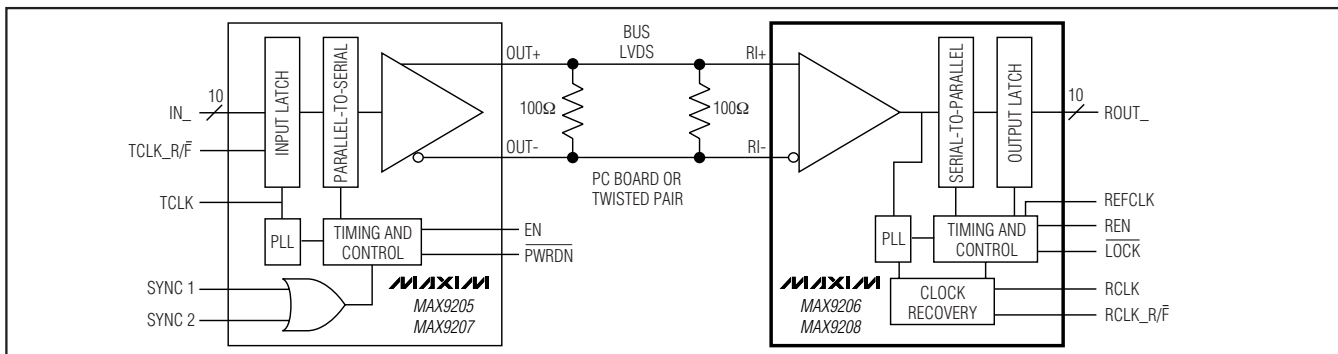 IN_
10
TCLK_R/F̅
TCLK
SYNC 1
SYNC 2
INPUT LATCH
PARALLEL-TO-SERIAL
PLL
TIMING AND
CONTROL
MAXIM
MAX9205
MAX9207
EN
P̅W̅R̅D̅N̅
OUT+
OUT-
100Ω
BUS
LVDS
PC BOARD OR
TWISTED PAIR
100Ω
RI+
RI-
SERIAL-TO-PARALLEL
OUTPUT LATCH
PLL
TIMING AND
CONTROL
CLOCK
RECOVERY
MAXIM
MAX9206
MAX9208
10
ROUT_
REFCLK
REN
L̅O̅C̅K̅
RCLK
RCLK_R/F̅